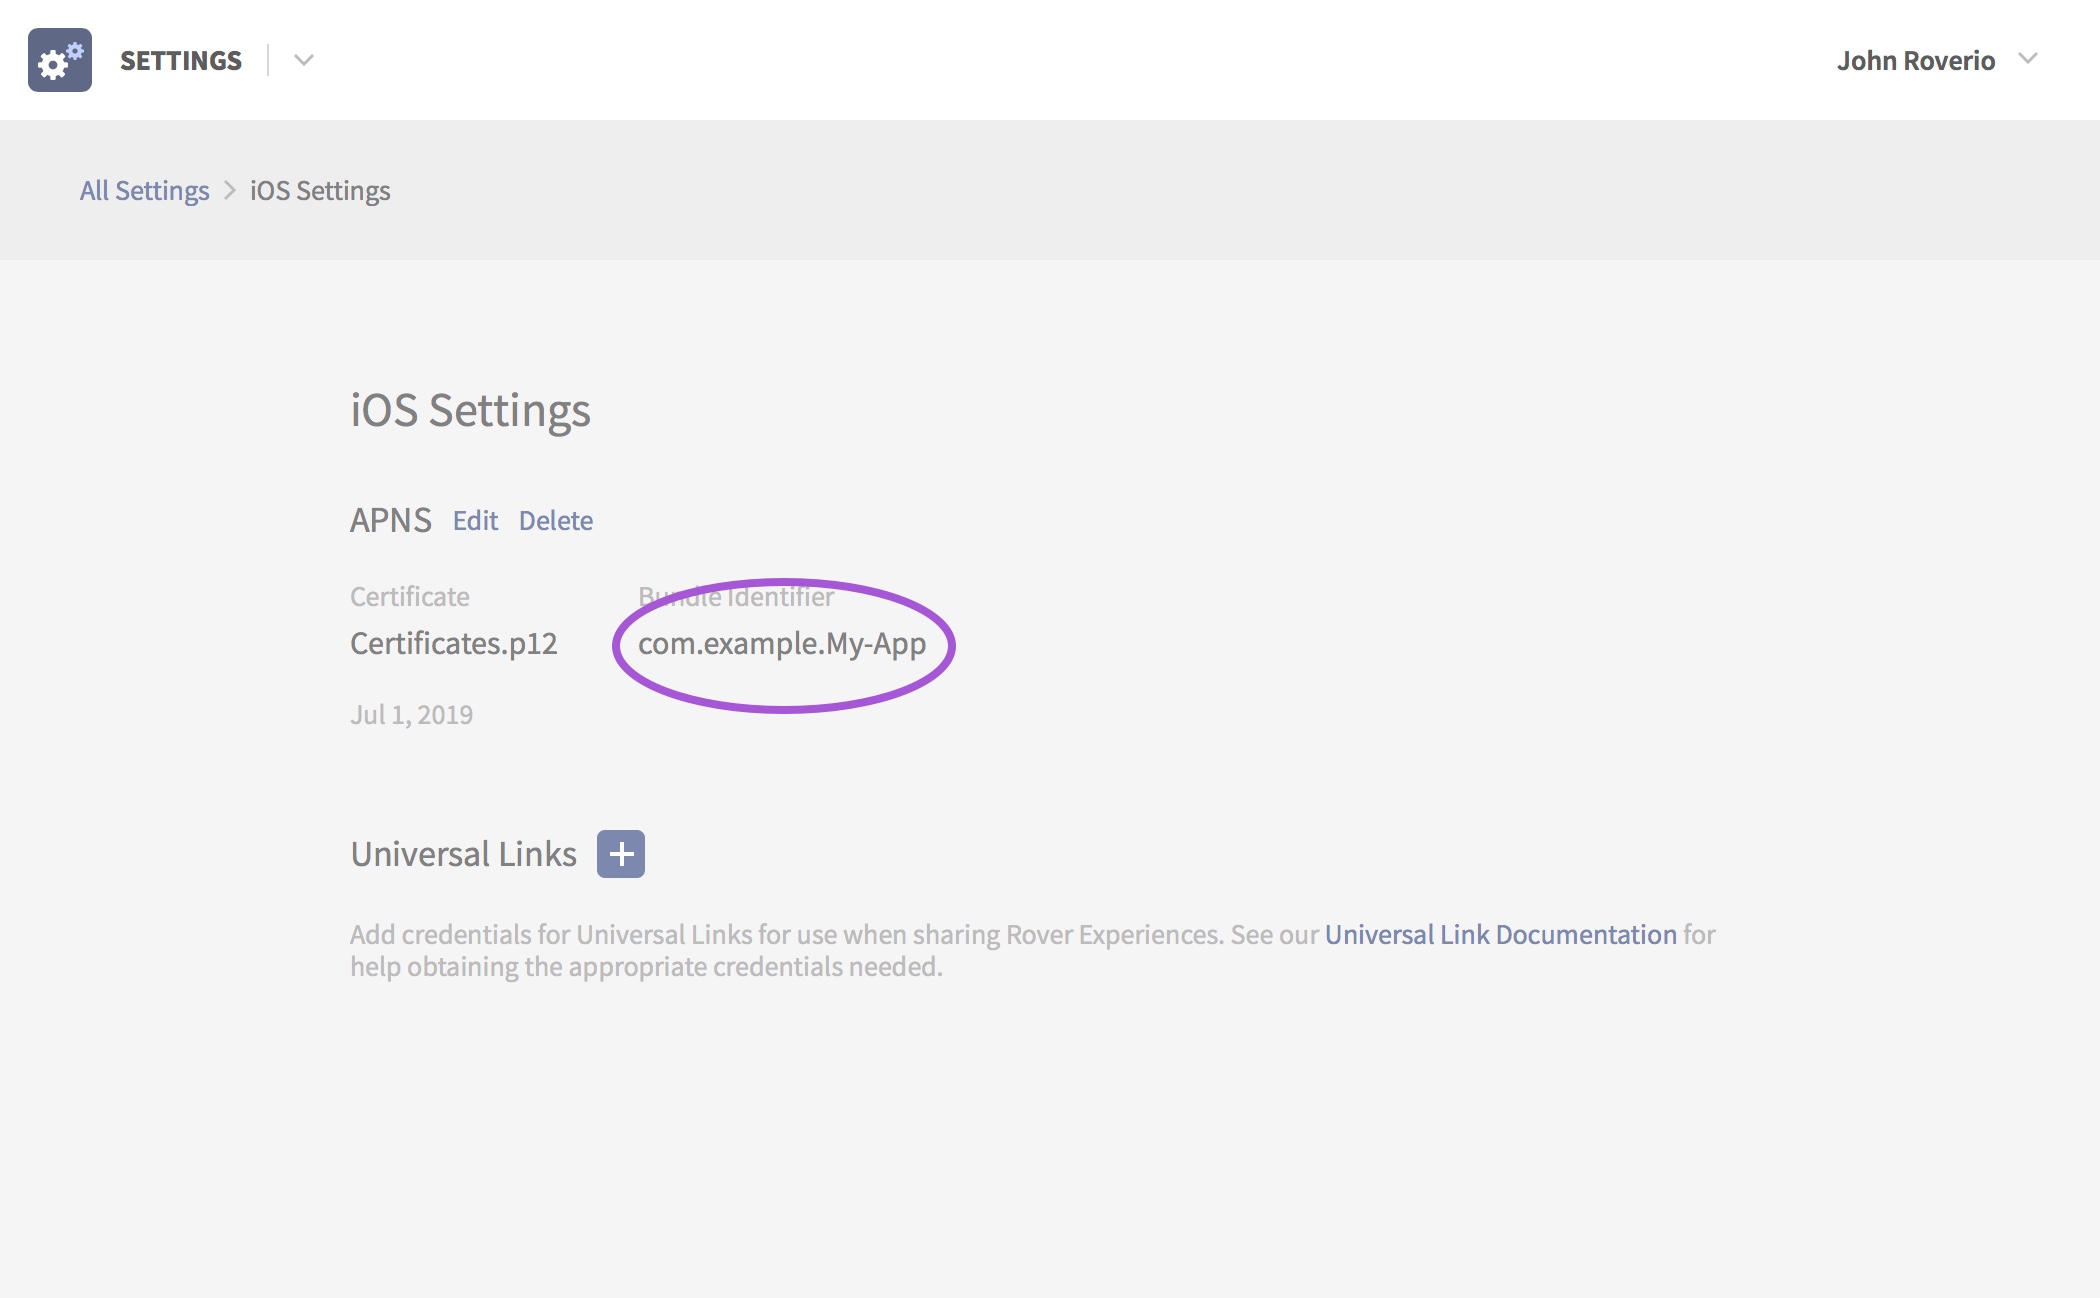 SETTINGS
John Roverio
All Settings > iOS Settings
iOS Settings
APNS Edit Delete
Certificate Bundle Identifier
Certificates.p12 com.example.My-App
Jul 1, 2019
Universal Links +
Add credentials for Universal Links for use when sharing Rover Experiences. See our Universal Link Documentation for
help obtaining the appropriate credentials needed.